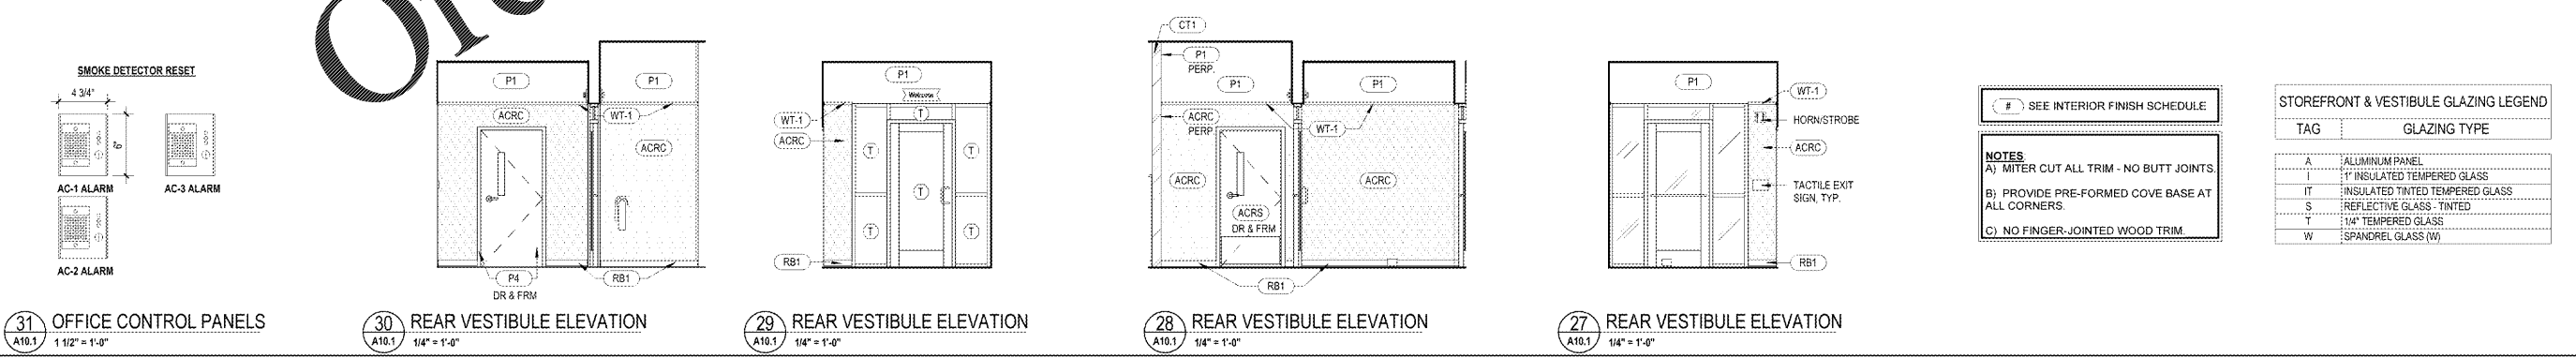 SMOKE DETECTOR RESET
4 3/4"
6"
AC-1 ALARM
AC-3 ALARM
AC-2 ALARM
31
A10.1
OFFICE CONTROL PANELS
1 1/2" = 1'-0"
P1
P1
ACRC
WT-1
ACRC
P4
DR & FRM
RB1
30
A10.1
REAR VESTIBULE ELEVATION
1/4" = 1'-0"
P1
Welcome
T
WT-1
ACRC
T
T
T
T
T
RB1
29
A10.1
REAR VESTIBULE ELEVATION
1/4" = 1'-0"
CT1
P1
PERP.
P1
P1
ACRC
PERP
WT-1
ACRC
ACRC
ACRS
DR & FRM
RB1
28
A10.1
REAR VESTIBULE ELEVATION
1/4" = 1'-0"
P1
WT-1
HORN/STROBE
ACRC
TACTILE EXIT
SIGN, TYP.
RB1
27
A10.1
REAR VESTIBULE ELEVATION
1/4" = 1'-0"
# SEE INTERIOR FINISH SCHEDULE
NOTES
A) MITER CUT ALL TRIM - NO BUTT JOINTS.
B) PROVIDE PRE-FORMED COVE BASE AT
ALL CORNERS.
C) NO FINGER-JOINTED WOOD TRIM.
STOREFRONT & VESTIBULE GLAZING LEGEND
TAG GLAZING TYPE
A ALUMINUM PANEL
I 1" INSULATED TEMPERED GLASS
IT INSULATED TINTED TEMPERED GLASS
S REFLECTIVE GLASS - TINTED
T 1/4" TEMPERED GLASS
W SPANDREL GLASS (W)